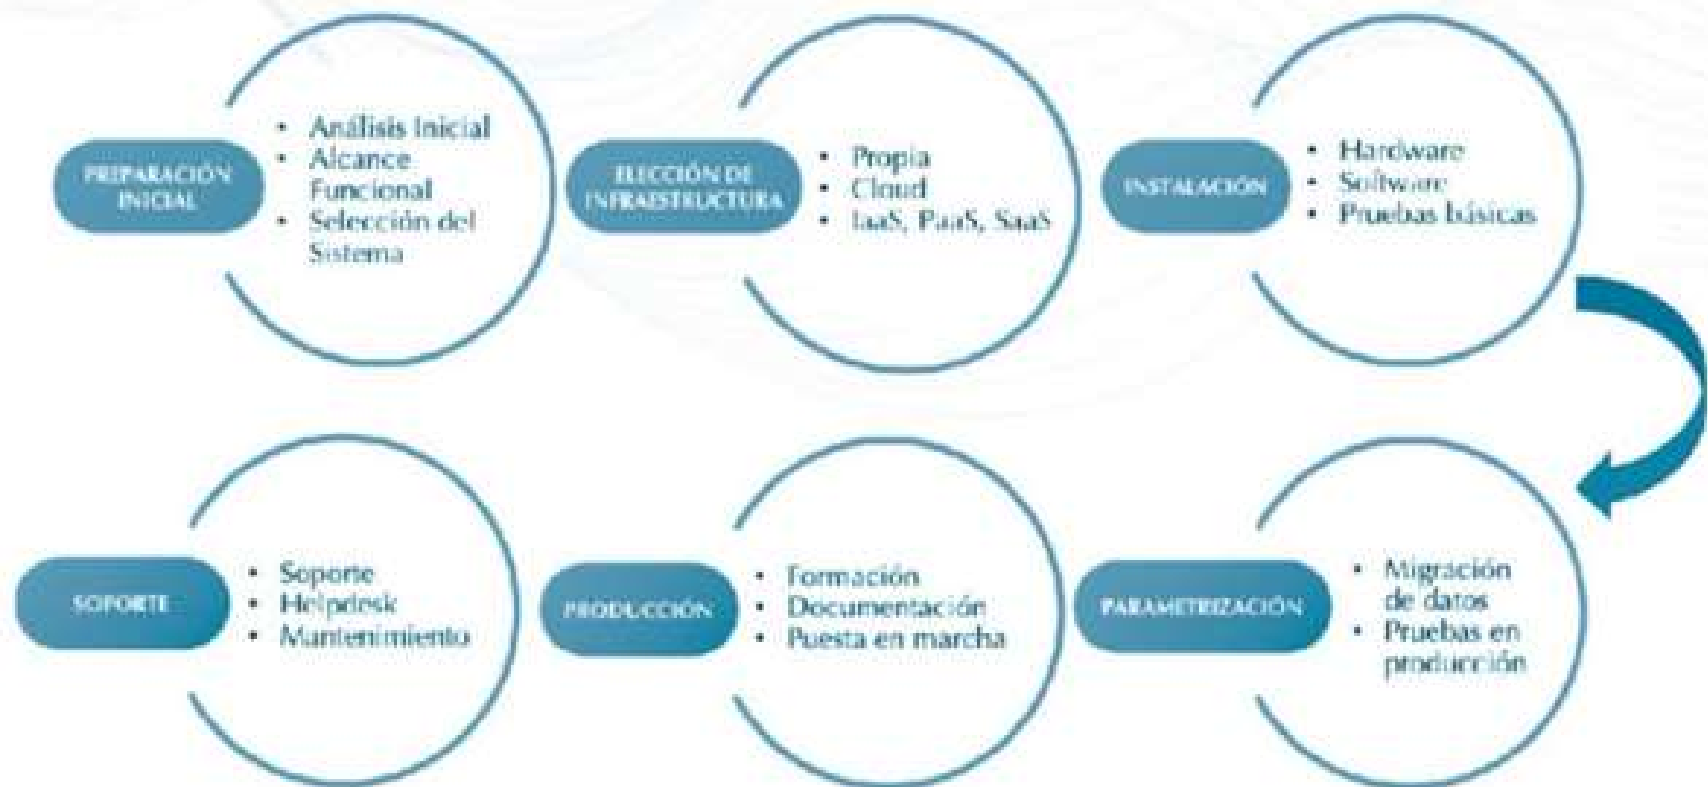 PREPARACIÓN
INICIAL
• Análisis Inicial
• Alcance
Funcional
• Selección del
Sistema
ELECCIÓN DE
INFRAESTRUCTURA
• Propia
• Cloud
• IaaS, PaaS, SaaS
INSTALACIÓN
• Hardware
• Software
• Pruebas básicas
SOPORTE
• Soporte
• Helpdesk
• Mantenimiento
PRODUCCIÓN
• Formación
• Documentación
• Puesta en marcha
PARAMETRIZACIÓN
• Migración
de datos
• Pruebas en
producción